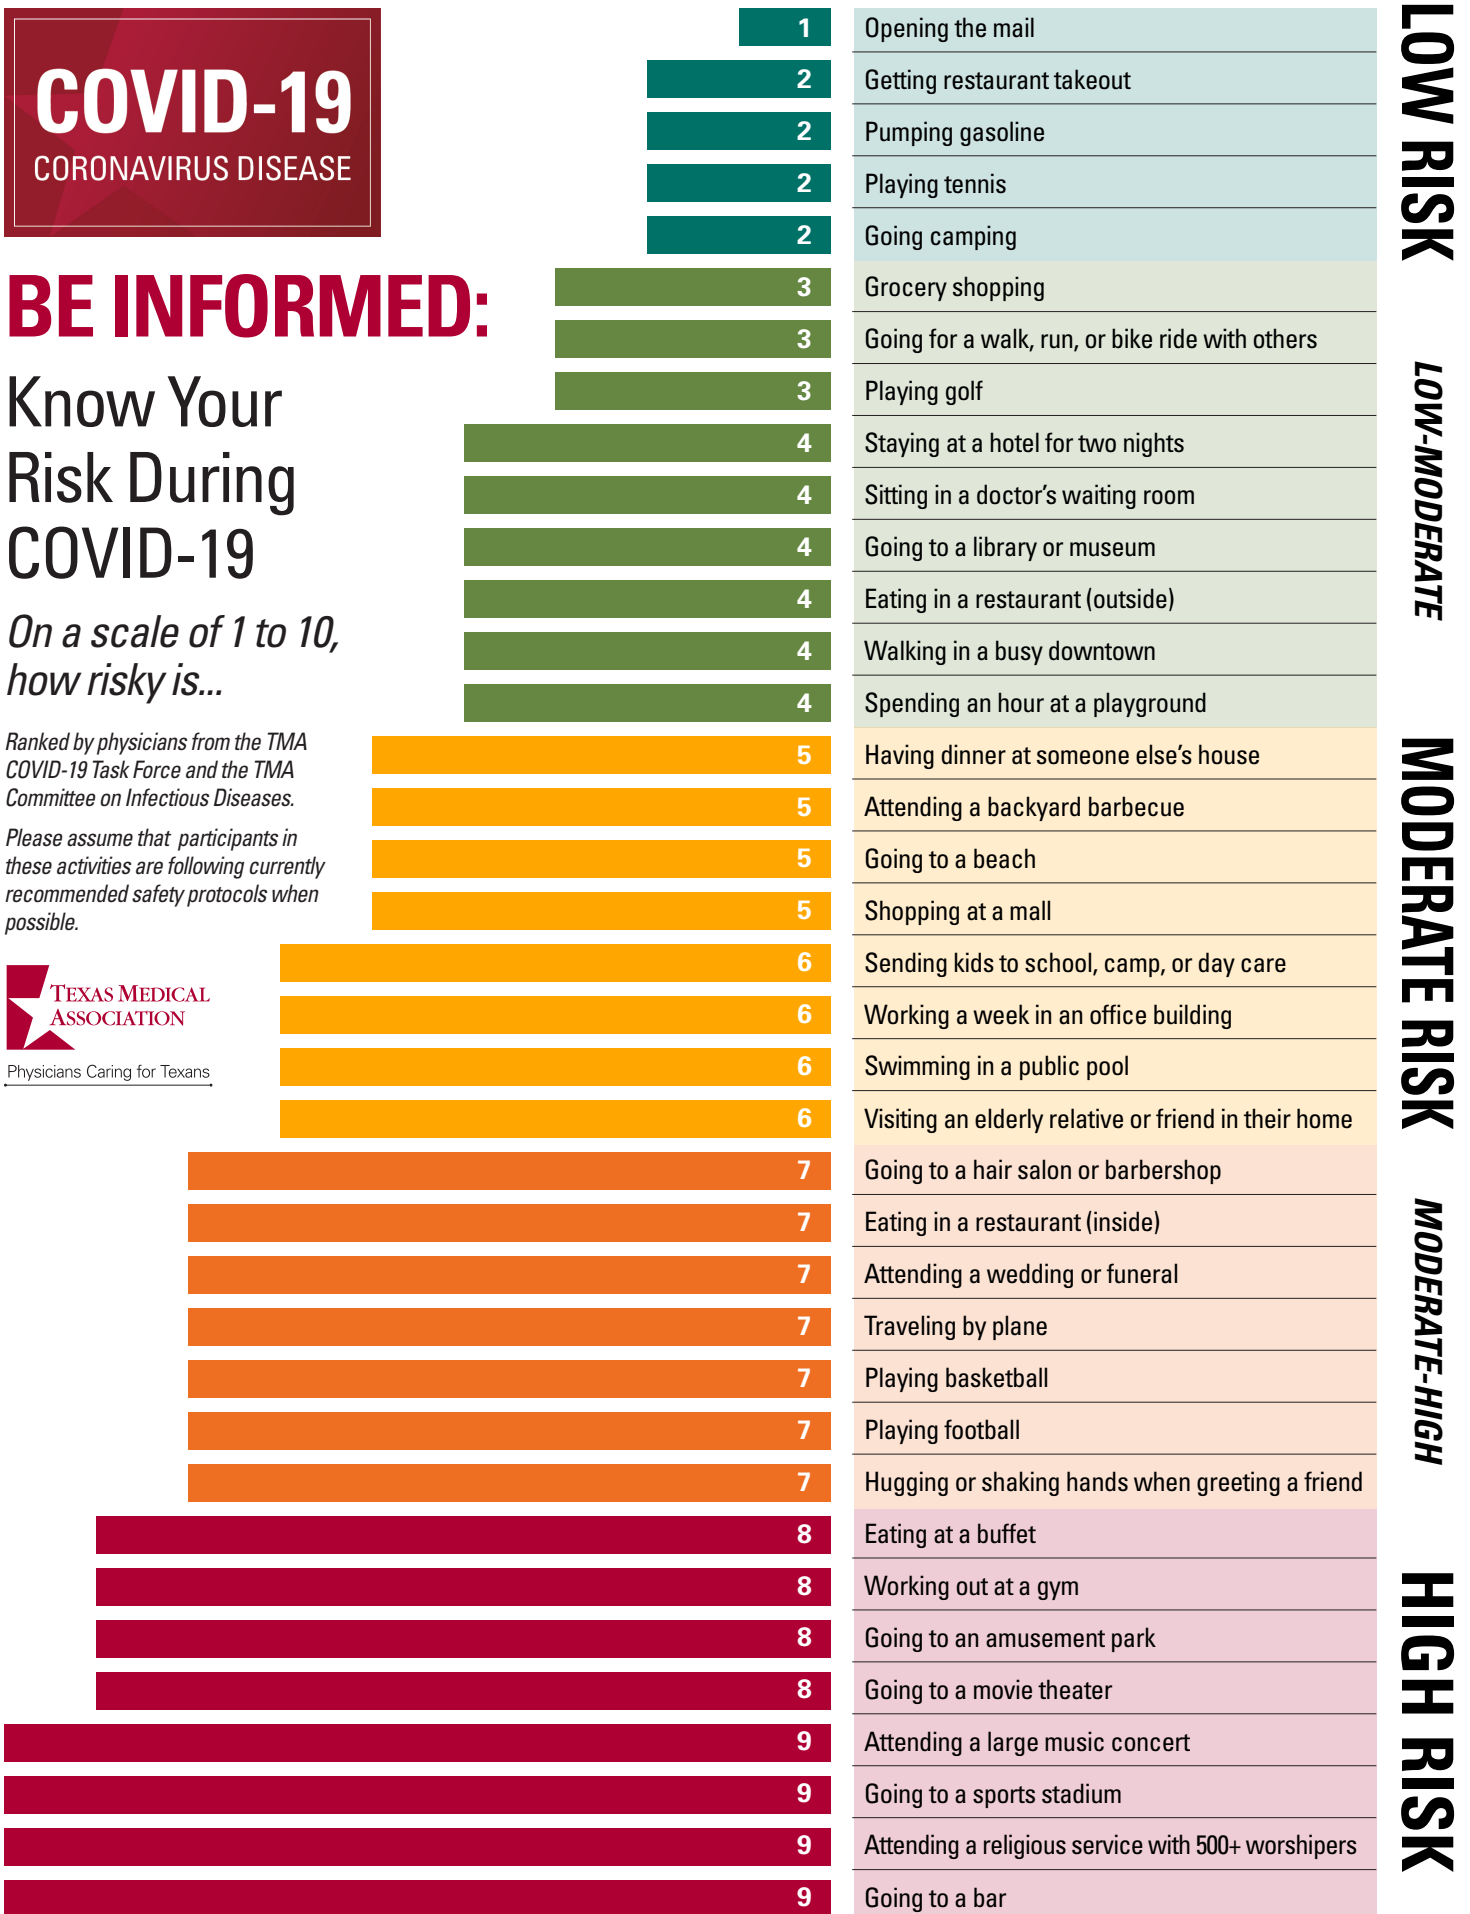 COVID-19
CORONAVIRUS DISEASE
BE INFORMED:
Know Your
Risk During
COVID-19
On a scale of 1 to 10,
how risky is...
Ranked by physicians from the TMA
COVID-19 Task Force and the TMA
Committee on Infectious Diseases.
Please assume that participants in
these activities are following currently
recommended safety protocols when
possible.
TEXAS MEDICAL
ASSOCIATION
Physicians Caring for Texans
LOW RISK
1 Opening the mail
2 Getting restaurant takeout
2 Pumping gasoline
2 Playing tennis
2 Going camping
LOW-MODERATE
3 Grocery shopping
3 Going for a walk, run, or bike ride with others
3 Playing golf
4 Staying at a hotel for two nights
4 Sitting in a doctor's waiting room
4 Going to a library or museum
4 Eating in a restaurant (outside)
4 Walking in a busy downtown
4 Spending an hour at a playground
MODERATE RISK
5 Having dinner at someone else's house
5 Attending a backyard barbecue
5 Going to a beach
5 Shopping at a mall
6 Sending kids to school, camp, or day care
6 Working a week in an office building
6 Swimming in a public pool
6 Visiting an elderly relative or friend in their home
MODERATE-HIGH
7 Going to a hair salon or barbershop
7 Eating in a restaurant (inside)
7 Attending a wedding or funeral
7 Traveling by plane
7 Playing basketball
7 Playing football
7 Hugging or shaking hands when greeting a friend
HIGH RISK
8 Eating at a buffet
8 Working out at a gym
8 Going to an amusement park
8 Going to a movie theater
9 Attending a large music concert
9 Going to a sports stadium
9 Attending a religious service with 500+ worshipers
9 Going to a bar